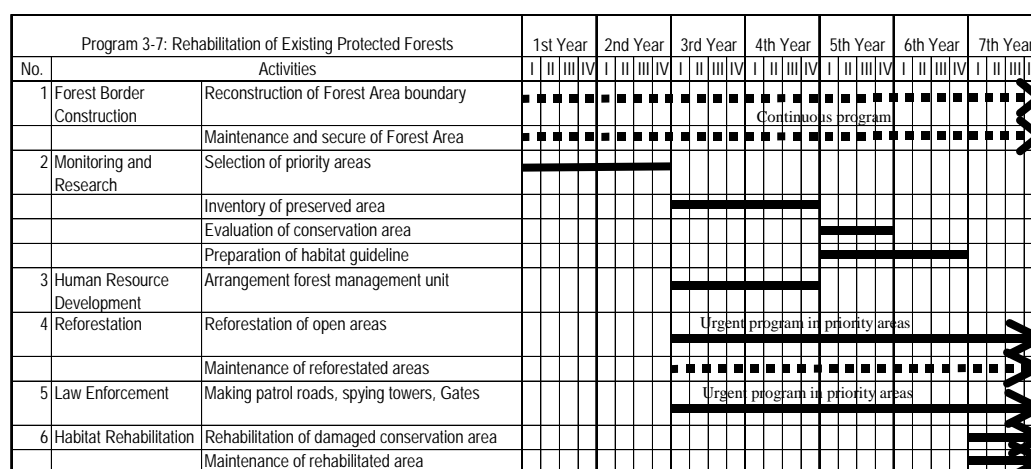 Program 3-7: Rehabilitation of Existing Protected Forests 1st Year 2nd Year 3rd Year 4th Year 5th Year 6th Year 7th Year
No. Activities I II III IV I II III IV I II III IV I II III IV I II III IV I II III IV I II III
1 Forest Border Reconstruction of Forest Area boundary
Construction Continuous program
Maintenance and secure of Forest Area
2 Monitoring and Selection of priority areas
Research
Inventory of preserved area
Evaluation of conservation area
Preparation of habitat guideline
3 Human Resource Arrangement forest management unit
Development
4 Reforestation Reforestation of open areas Urgent program in priority areas
Maintenance of reforestated areas
5 Law Enforcement Making patrol roads, spying towers, Gates Urgent program in priority areas
6 Habitat Rehabilitation Rehabilitation of damaged conservation area
Maintenance of rehabilitated area